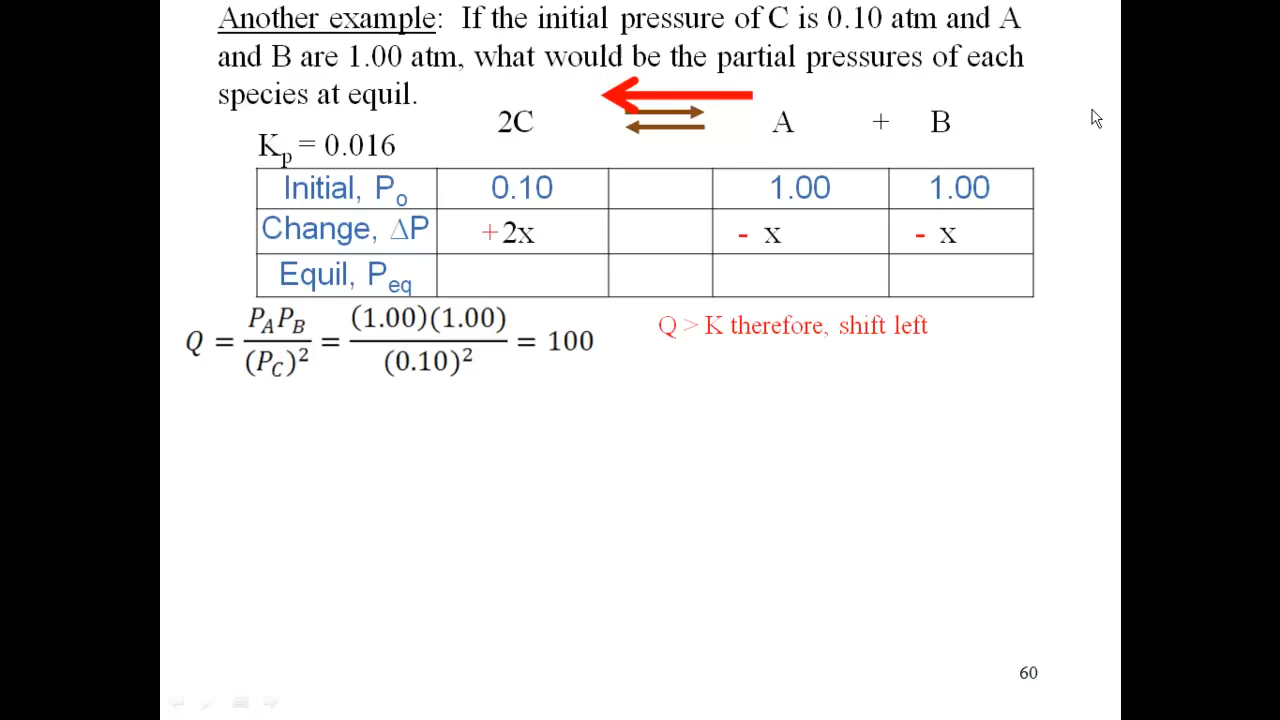 Another example: If the initial pressure of C is 0.10 atm and A
and B are 1.00 atm, what would be the partial pressures of each
species at equil.
2C ⇌ A + B
Kp = 0.016
Initial, Po 0.10 1.00 1.00
Change, ΔP +2x - x - x
Equil, Peq
Q = P_A P_B / (P_C)² = (1.00)(1.00) / (0.10)² = 100
Q > K therefore, shift left
60